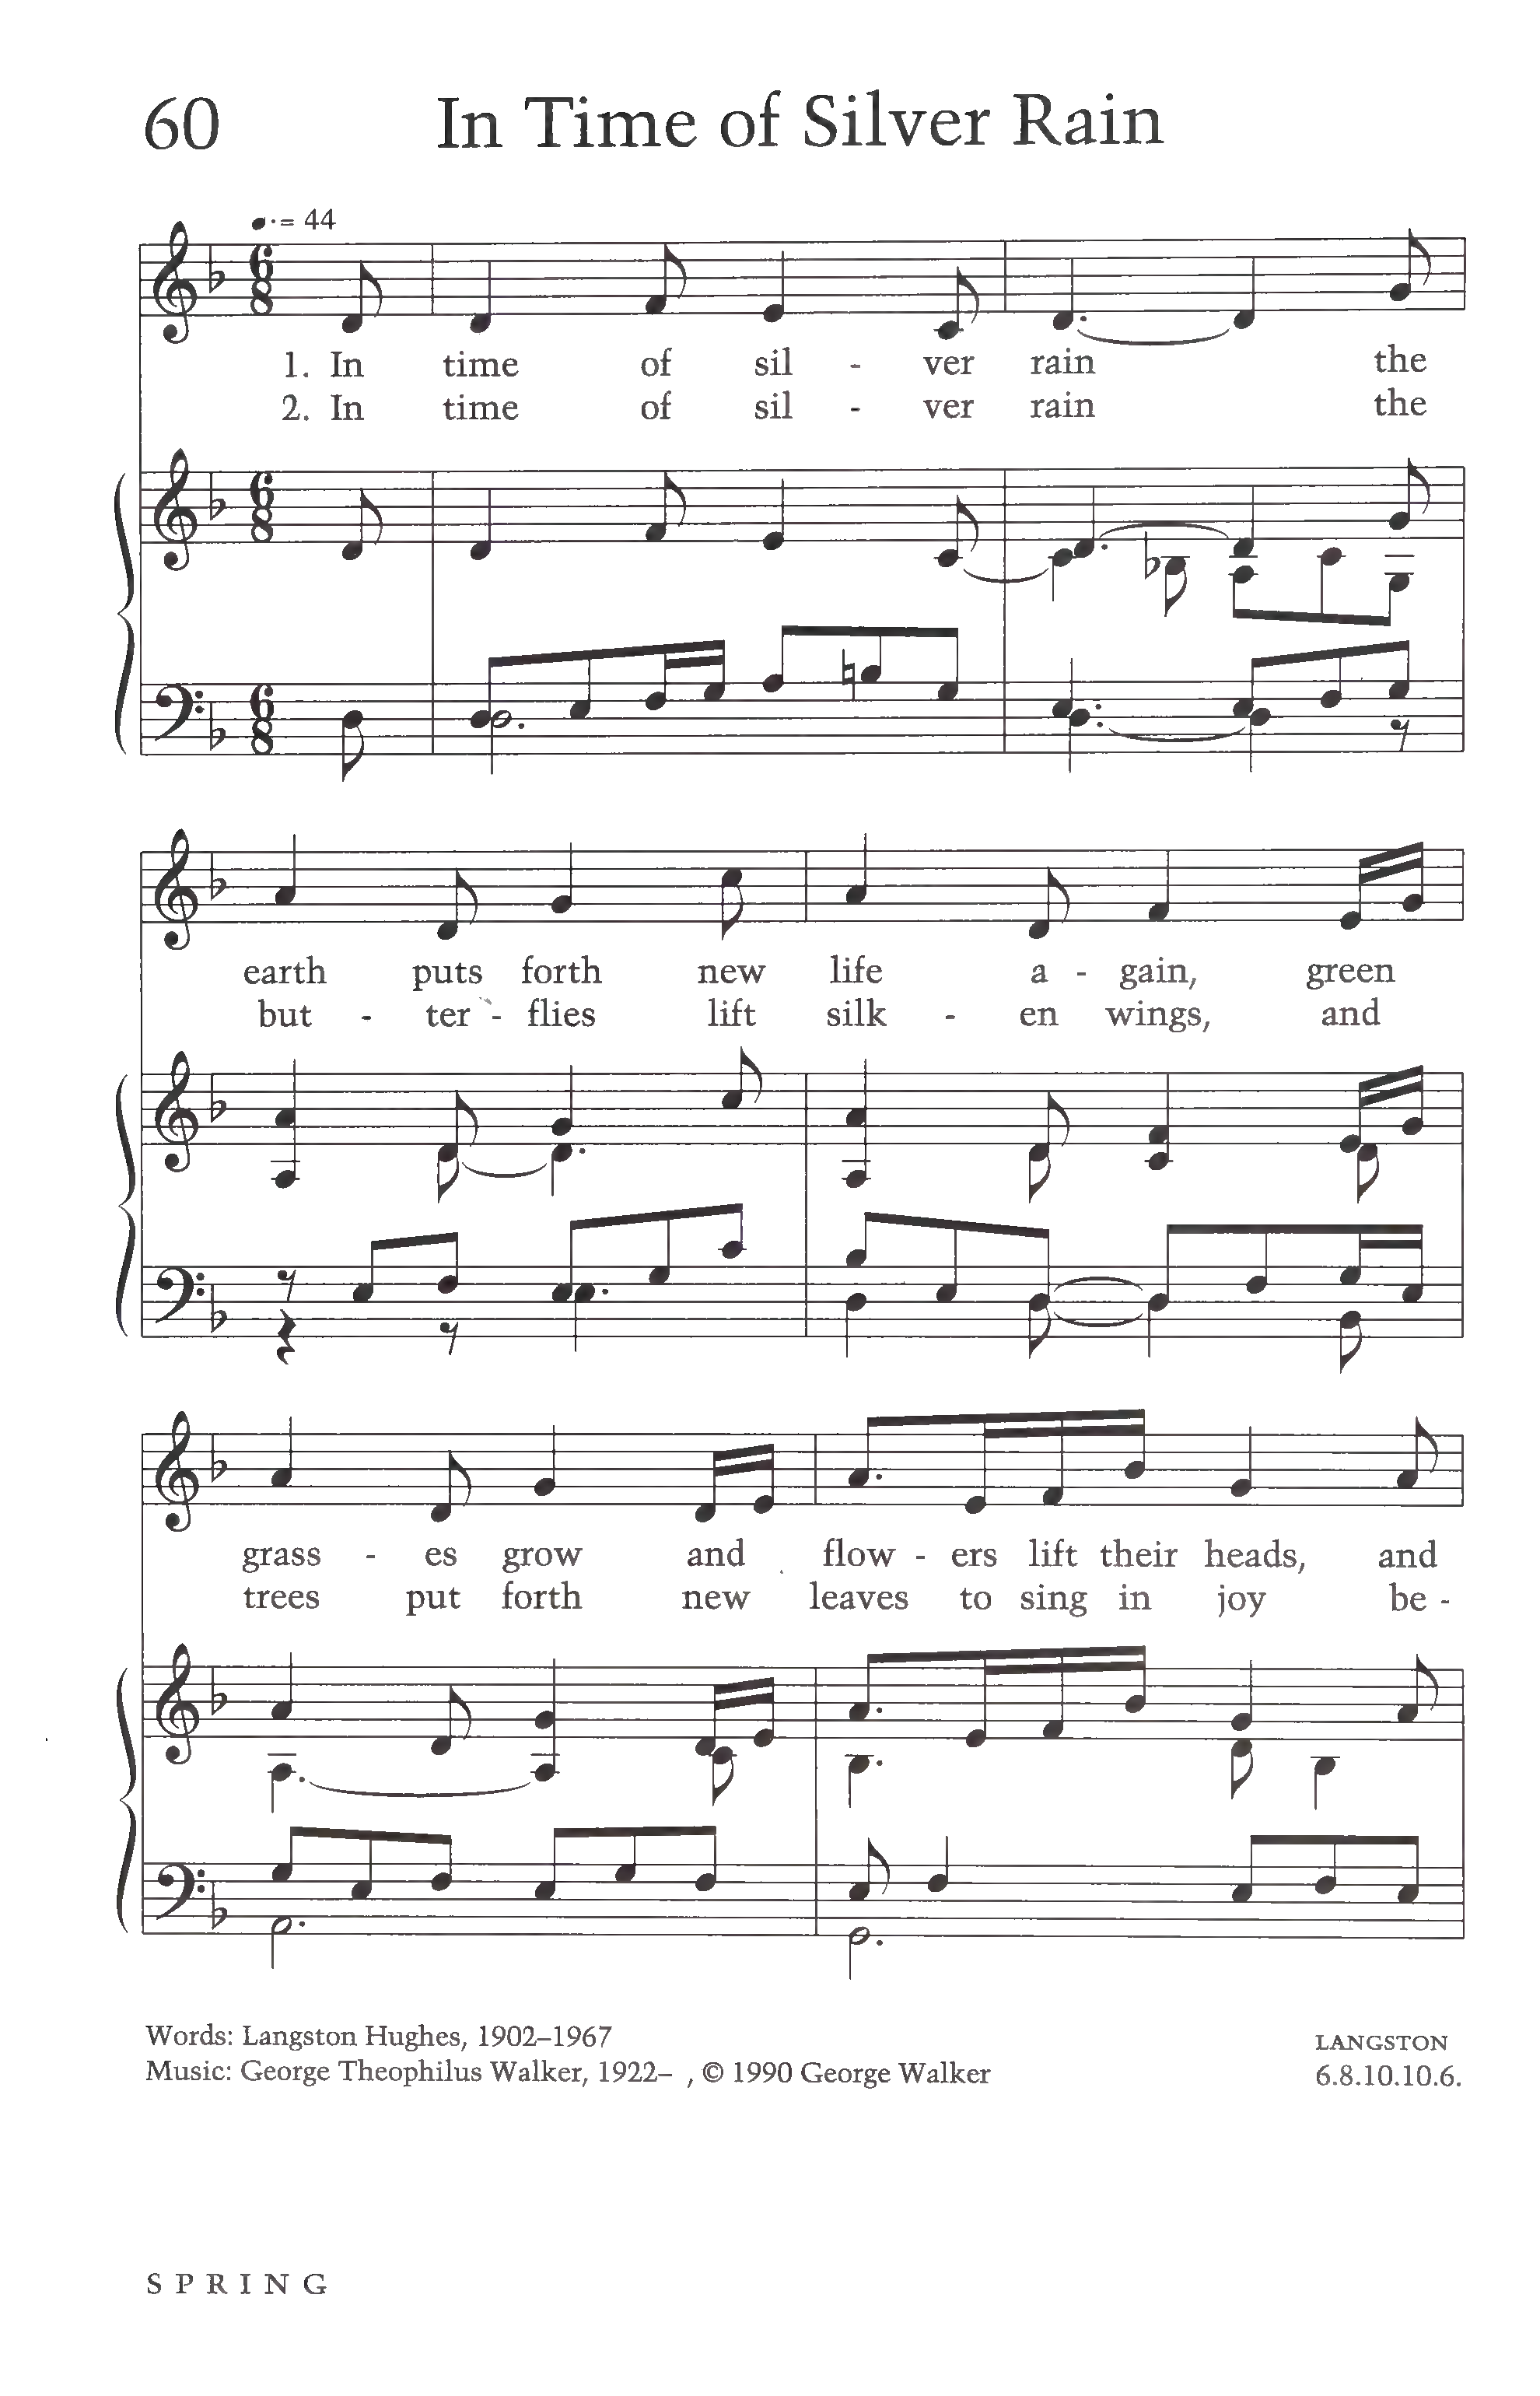 60 In Time of Silver Rain
♩.= 44
1. In time of sil - ver rain the
2. In time of sil - ver rain the
earth puts forth new life a - gain, green
but - ter - flies lift silk - en wings, and
grass - es grow and flow - ers lift their heads, and
trees put forth new leaves to sing in joy be -
Words: Langston Hughes, 1902–1967
Music: George Theophilus Walker, 1922– , © 1990 George Walker
LANGSTON
6.8.10.10.6.
SPRING